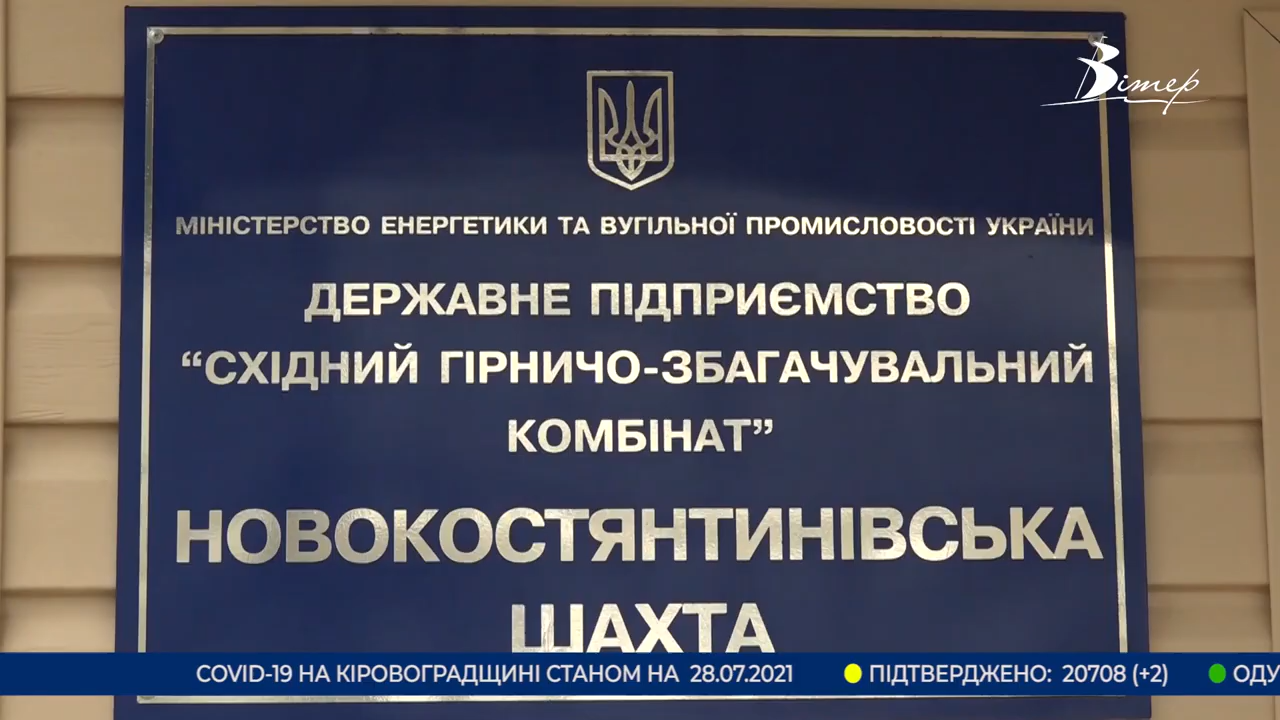 Вітер
МІНІСТЕРСТВО ЕНЕРГЕТИКИ ТА ВУГІЛЬНОЇ ПРОМИСЛОВОСТІ УКРАЇНИ
ДЕРЖАВНЕ ПІДПРИЄМСТВО
“СХІДНИЙ ГІРНИЧО-ЗБАГАЧУВАЛЬНИЙ
КОМБІНАТ”
НОВОКОСТЯНТИНІВСЬКА
ШАХТА
COVID-19 НА КІРОВОГРАДЩИНІ СТАНОМ НА 28.07.2021 ПІДТВЕРДЖЕНО: 20708 (+2) ОДУ